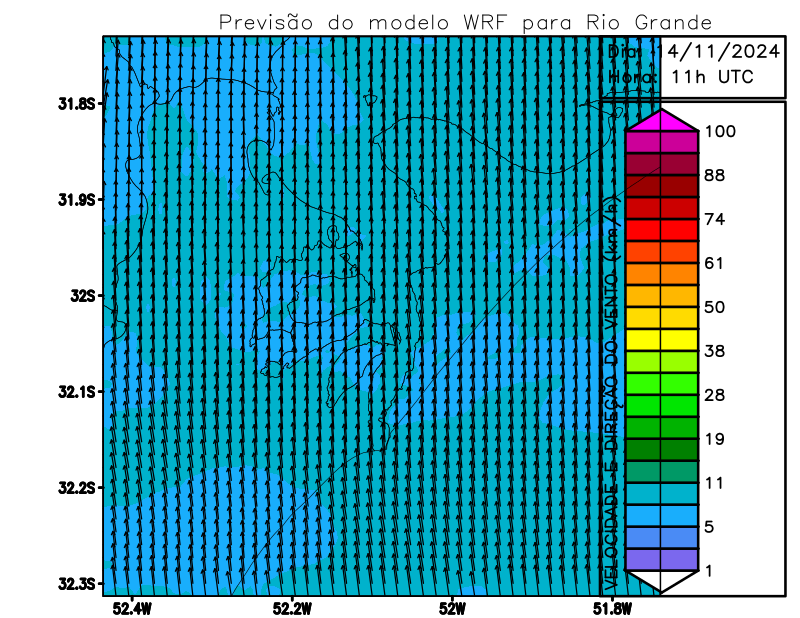 Previsão do modelo WRF para Rio Grande
Dia: 14/11/2024
Hora: 11h UTC
31.8S
31.9S
32S
32.1S
32.2S
32.3S
52.4W
52.2W
52W
51.8W
VELOCIDADE E DIREÇÃO DO VENTO (km/h)
100
88
74
61
50
38
28
19
11
5
1